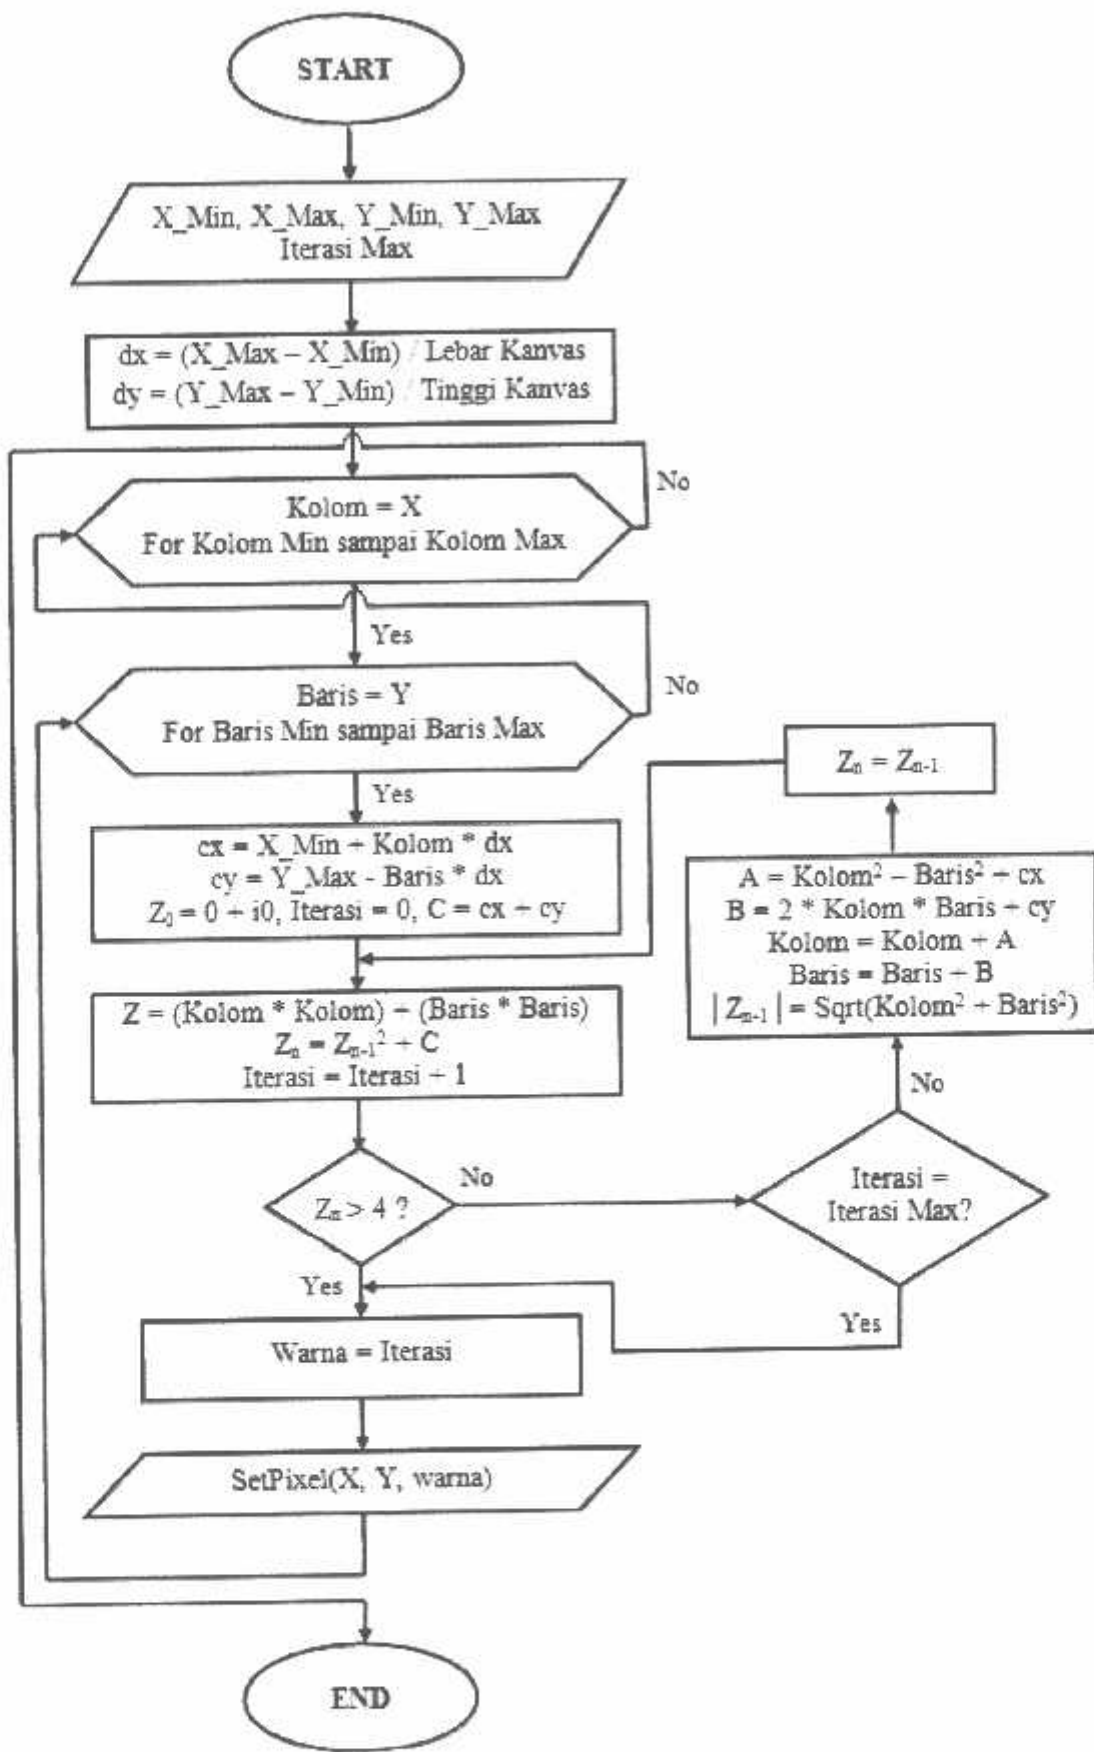 START
X_Min, X_Max, Y_Min, Y_Max
Iterasi Max
dx = (X_Max – X_Min) / Lebar Kanvas
dy = (Y_Max – Y_Min) / Tinggi Kanvas
No
Kolom = X
For Kolom Min sampai Kolom Max
Yes
No
Baris = Y
For Baris Min sampai Baris Max
Yes
Zₙ = Zₙ₋₁
cx = X_Min + Kolom * dx
cy = Y_Max - Baris * dx
Z₀ = 0 + i0, Iterasi = 0, C = cx + cy
A = Kolom² – Baris² + cx
B = 2 * Kolom * Baris + cy
Kolom = Kolom + A
Baris = Baris + B
| Zₙ₋₁ | = Sqrt(Kolom² + Baris²)
Z = (Kolom * Kolom) + (Baris * Baris)
Zₙ = Zₙ₋₁² + C
Iterasi = Iterasi + 1
No
Zₙ > 4 ?
No
Iterasi =
Iterasi Max?
Yes
Yes
Warna = Iterasi
SetPixel(X, Y, warna)
END